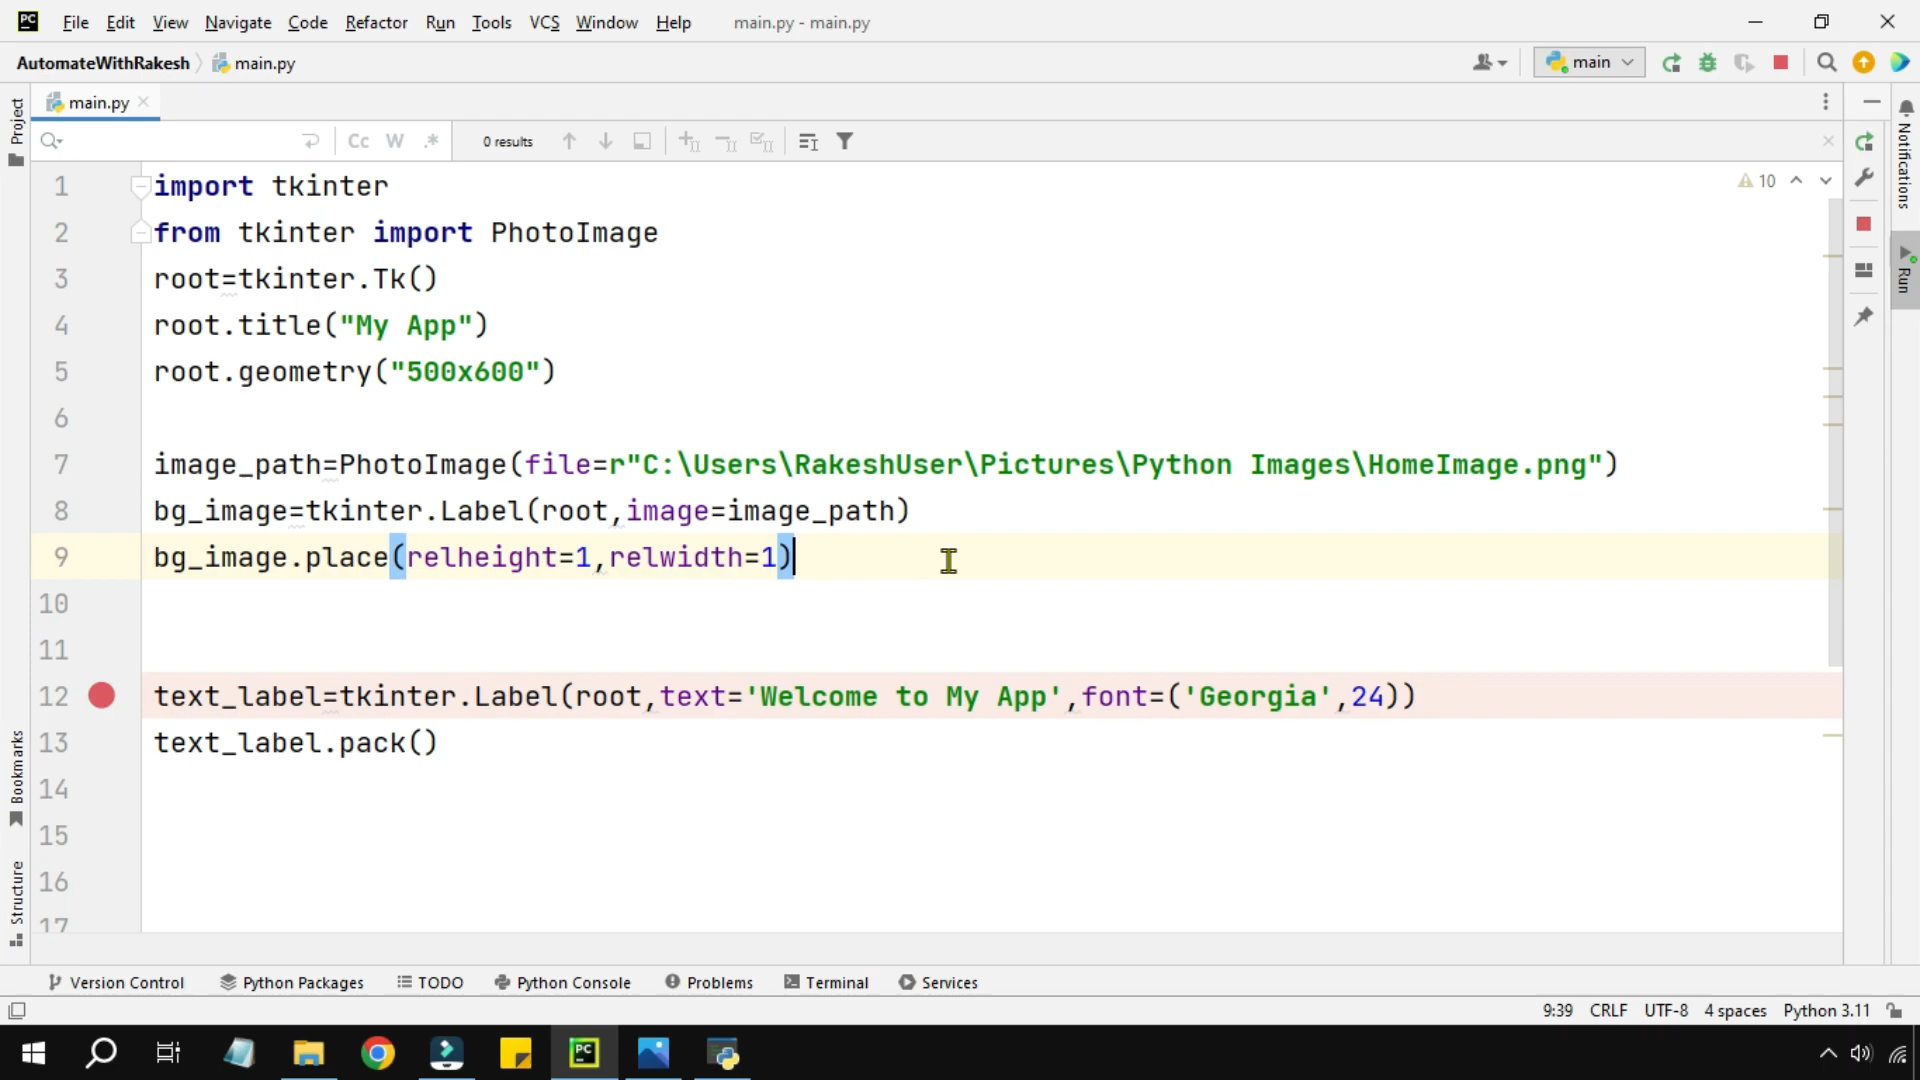 PC File Edit View Navigate Code Refactor Run Tools VCS Window Help main.py - main.py
AutomateWithRakesh main.py main
Project
main.py
Cc W .* 0 results
Notifications
Run
10
1 import tkinter
2 from tkinter import PhotoImage
3 root=tkinter.Tk()
4 root.title("My App")
5 root.geometry("500x600")
6
7 image_path=PhotoImage(file=r"C:\Users\RakeshUser\Pictures\Python Images\HomeImage.png")
8 bg_image=tkinter.Label(root,image=image_path)
9 bg_image.place(relheight=1,relwidth=1)
10
11
12 text_label=tkinter.Label(root,text='Welcome to My App',font=('Georgia',24))
13 text_label.pack()
14
15
16
17
Bookmarks
Structure
Version Control Python Packages TODO Python Console Problems Terminal Services
9:39 CRLF UTF-8 4 spaces Python 3.11
PC